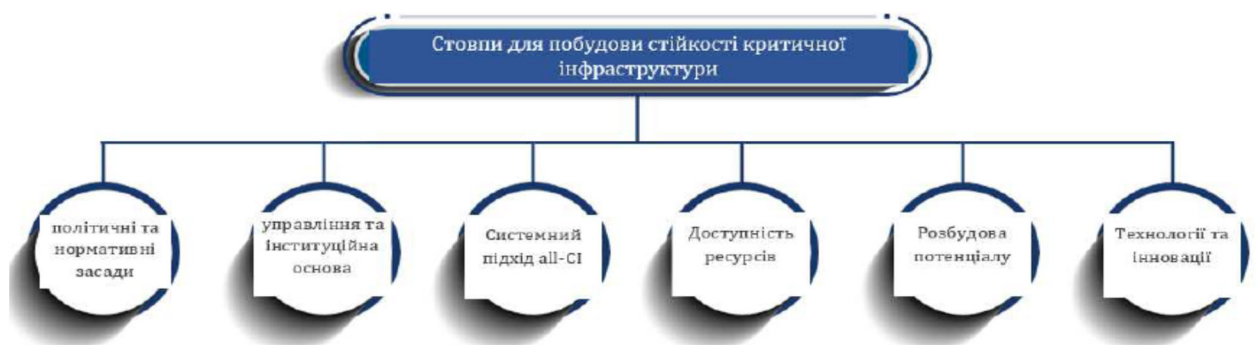 Стовпи для побудови стійкості критичної
інфраструктури
політичні та
нормативні
засади
управління та
інституційна
основа
Системний
підхід all-CI
Доступність
ресурсів
Розбудова
потенціалу
Технології та
інновації